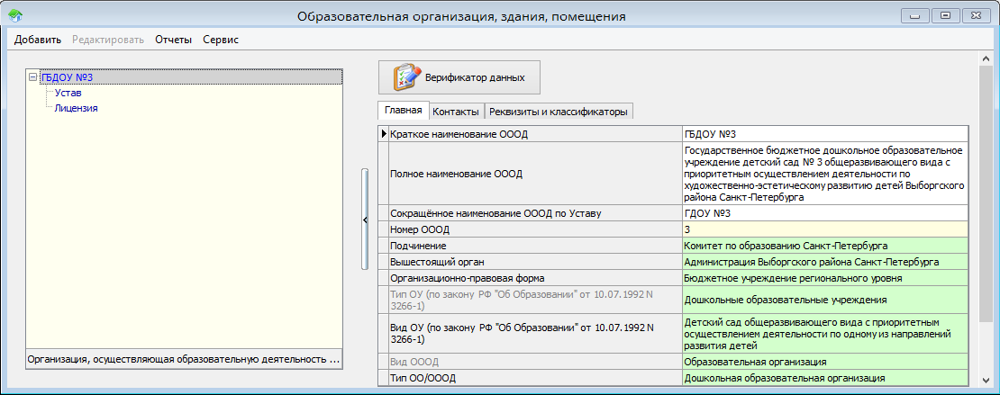 Образовательная организация, здания, помещения
Добавить Редактировать Отчеты Сервис
ГБДОУ №3
Устав
Лицензия
Организация, осуществляющая образовательную деятельность ...
Верификатор данных
Главная Контакты Реквизиты и классификаторы
Краткое наименование ОООД
ГБДОУ №3
Полное наименование ОООД
Государственное бюджетное дошкольное образовательное
учреждение детский сад № 3 общеразвивающего вида с
приоритетным осуществлением деятельности по
художественно-эстетическому развитию детей Выборгского
района Санкт-Петербурга
Сокращённое наименование ОООД по Уставу
ГДОУ №3
Номер ОООД
3
Подчинение
Комитет по образованию Санкт-Петербурга
Вышестоящий орган
Администрация Выборгского района Санкт-Петербурга
Организационно-правовая форма
Бюджетное учреждение регионального уровня
Тип ОУ (по закону РФ "Об Образовании" от 10.07.1992 N
3266-1)
Дошкольные образовательные учреждения
Вид ОУ (по закону РФ "Об Образовании" от 10.07.1992 N
3266-1)
Детский сад общеразвивающего вида с приоритетным
осуществлением деятельности по одному из направлений
развития детей
Вид ОООД
Образовательная организация
Тип ОО/ОООД
Дошкольная образовательная организация